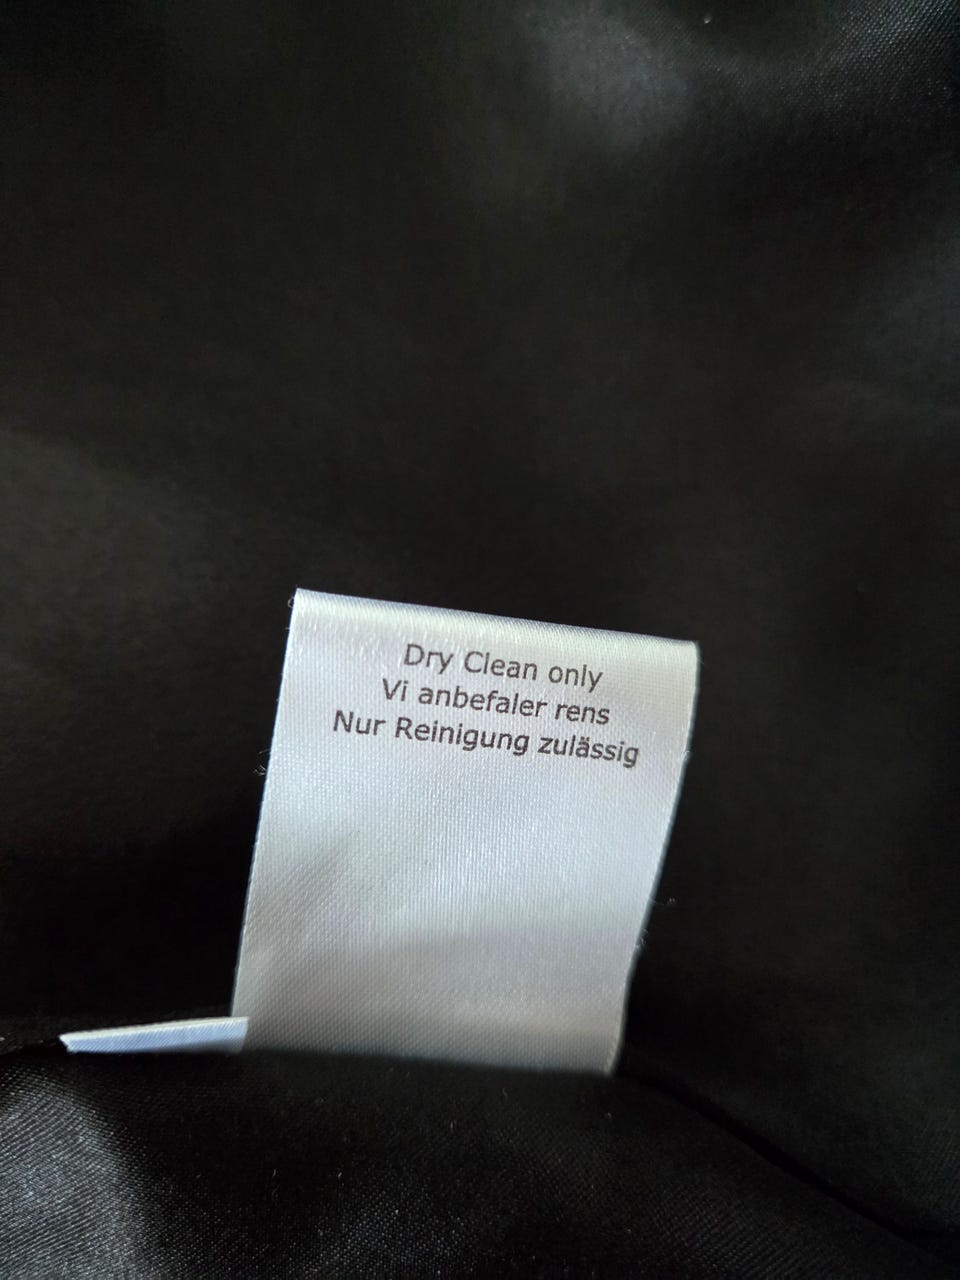 Dry Clean only
Vi anbefaler rens
Nur Reinigung zulässig